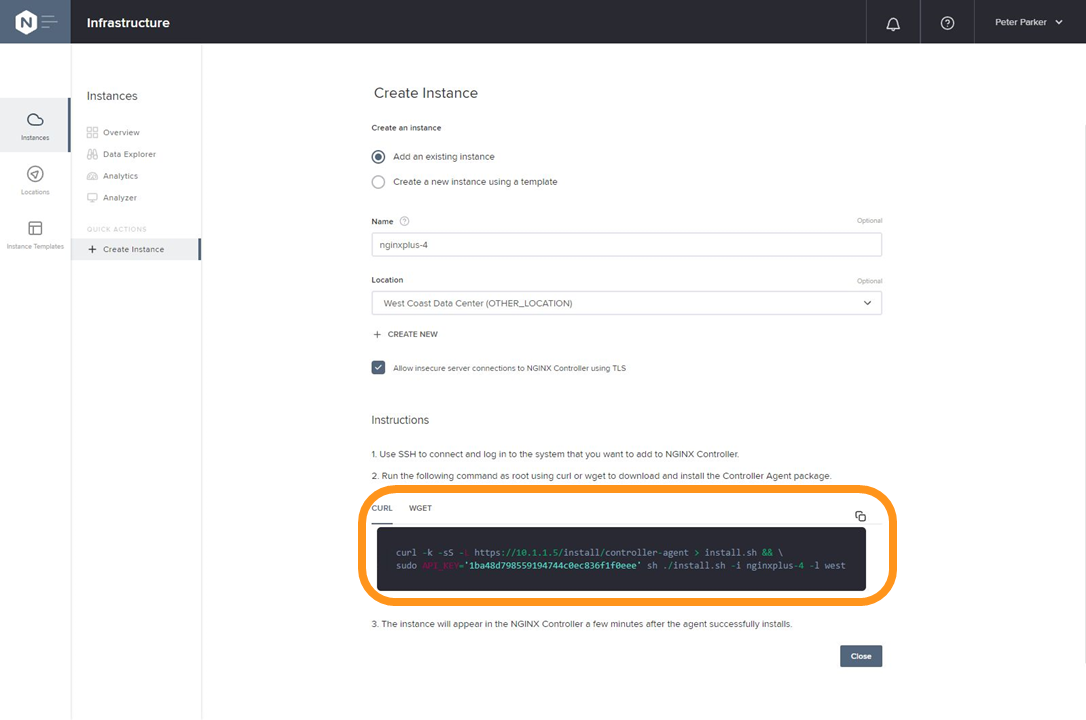 N
Infrastructure
Peter Parker
Instances
Locations
Instance Templates
Instances
Overview
Data Explorer
Analytics
Analyzer
QUICK ACTIONS
+ Create Instance
Create Instance
Create an instance
Add an existing instance
Create a new instance using a template
Name ? Optional
nginxplus-4
Location Optional
West Coast Data Center (OTHER_LOCATION)
+ CREATE NEW
Allow insecure server connections to NGINX Controller using TLS
Instructions
1. Use SSH to connect and log in to the system that you want to add to NGINX Controller.
2. Run the following command as root using curl or wget to download and install the Controller Agent package.
CURL WGET
curl -k -sS - https://10.1.1.5/install/controller-agent > install.sh && \
sudo API_KEY='1ba48d798559194744c0ec836f1f0eee' sh ./install.sh -i nginxplus-4 -l west
3. The instance will appear in the NGINX Controller a few minutes after the agent successfully installs.
Close